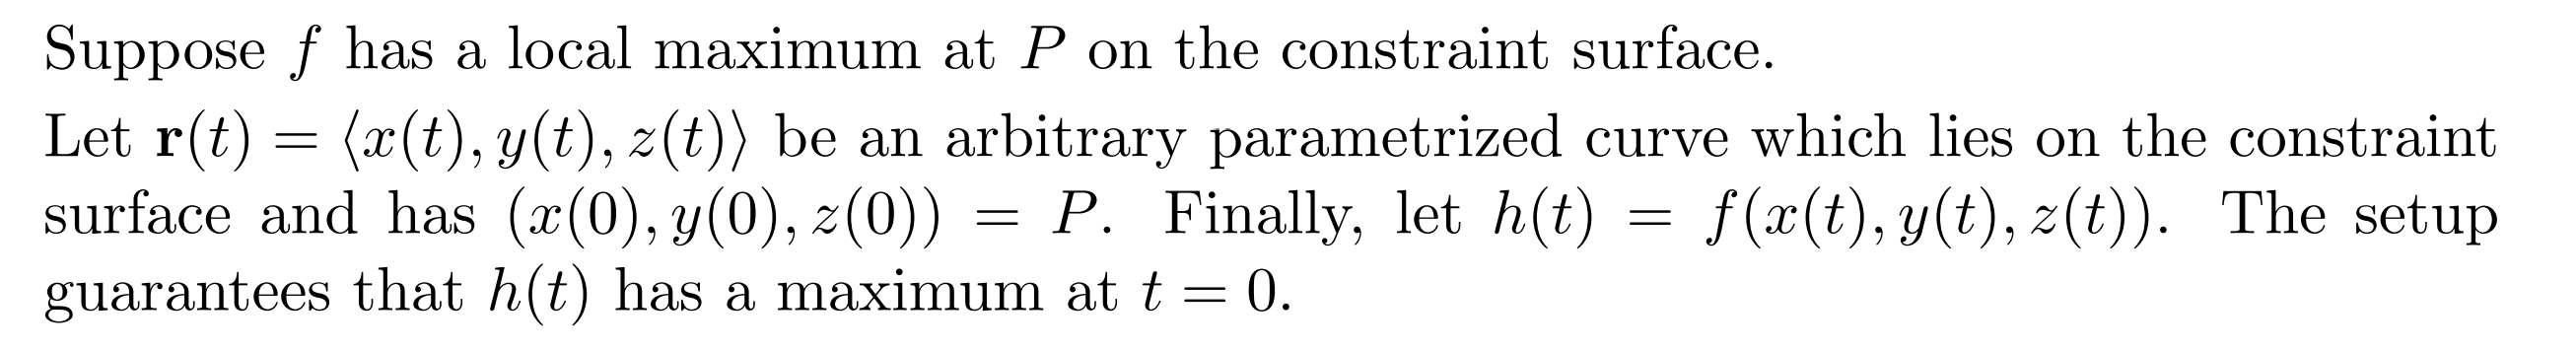 Suppose f has a local maximum at P on the constraint surface.
Let r(t) = ⟨x(t), y(t), z(t)⟩ be an arbitrary parametrized curve which lies on the constraint
surface and has (x(0), y(0), z(0)) = P. Finally, let h(t) = f(x(t), y(t), z(t)). The setup
guarantees that h(t) has a maximum at t = 0.